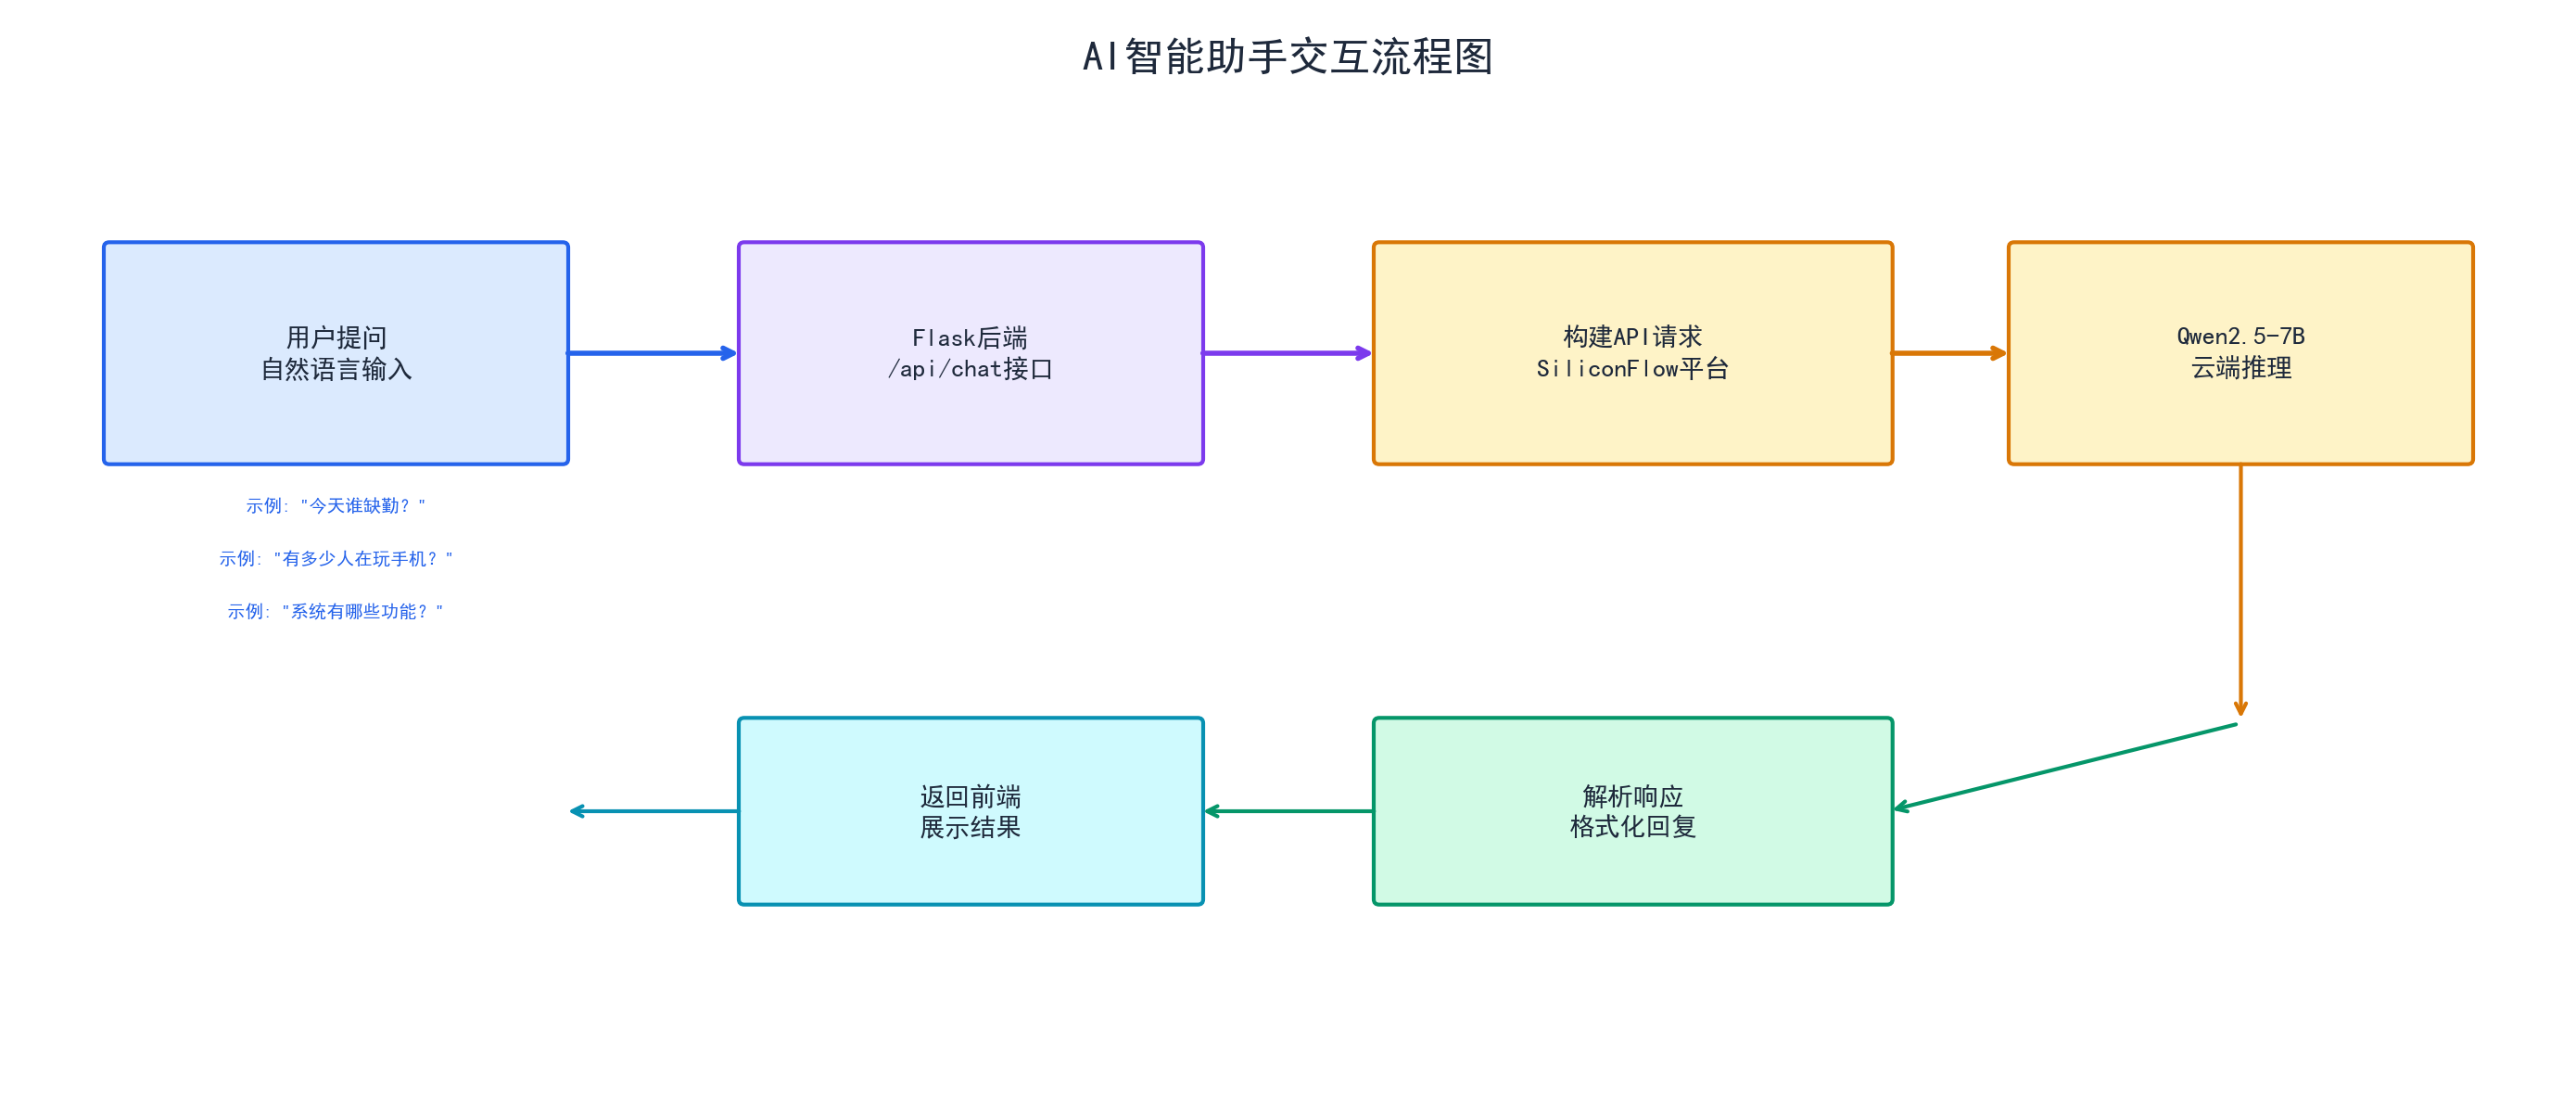 AI智能助手交互流程图
用户提问
自然语言输入
Flask后端
/api/chat接口
构建API请求
SiliconFlow平台
Qwen2.5-7B
云端推理
示例: "今天谁缺勤？"
示例: "有多少人在玩手机？"
示例: "系统有哪些功能？"
返回前端
展示结果
解析响应
格式化回复